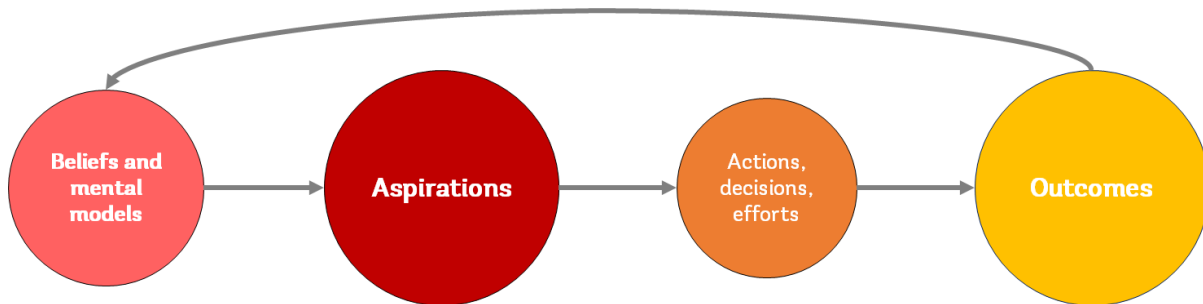 Beliefs and
mental
models
Aspirations
Actions,
decisions,
efforts
Outcomes